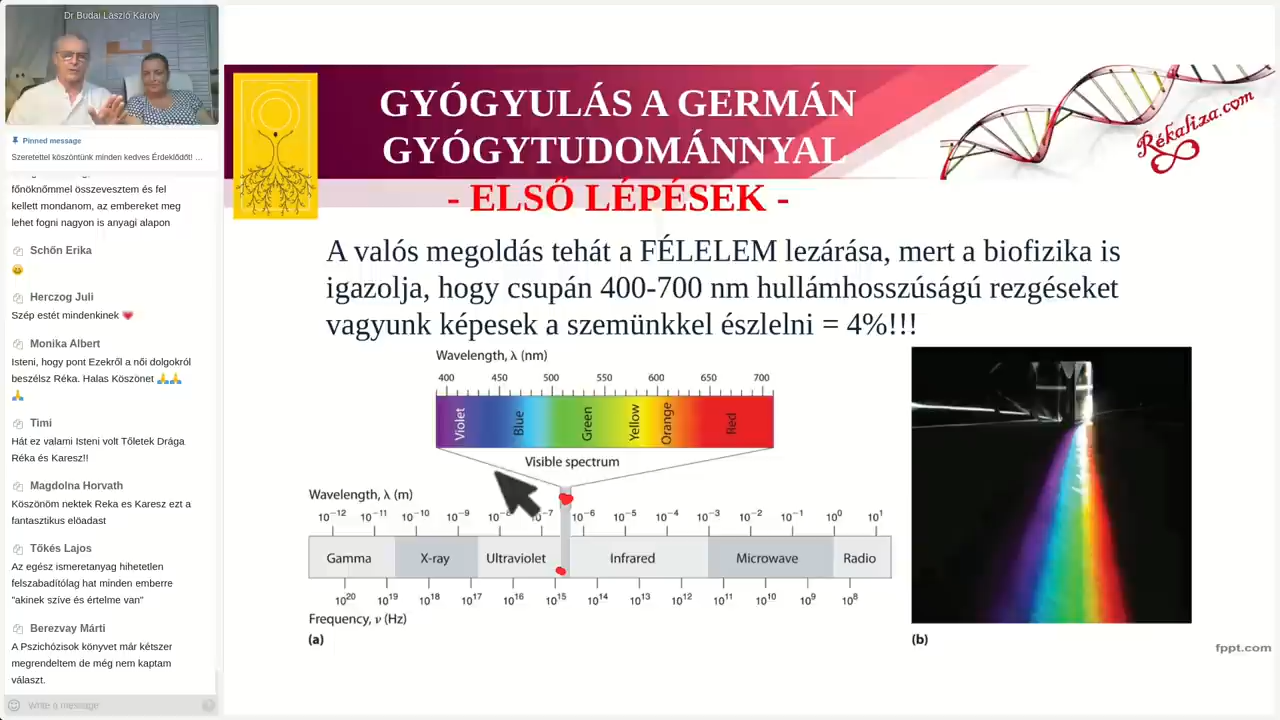 Dr Budai László Károly
Pinned message
Szeretettel köszöntünk minden kedves Érdeklődőt! ...
főnöknőmmel összevesztem és fel
kellett mondanom, az embereket meg
lehet fogni nagyon is anyagi alapon
Schőn Erika
Herczog Juli
Szép estét mindenkinek
Monika Albert
Isteni, hogy pont Ezekről a női dolgokról
beszélsz Réka. Halas Köszönet
Timi
Hát ez valami Isteni volt Tőletek Drága
Réka és Karesz!!
Magdolna Horvath
Köszönöm nektek Reka es Karesz ezt a
fantasztikus elöadast
Tőkés Lajos
Az egész ismeretanyag hihetetlen
felszabadítólag hat minden emberre
"akinek szíve és értelme van"
Berezvay Márti
A Pszichózisok könyvet már kétszer
megrendeltem de még nem kaptam
választ.
Write a message
GYÓGYULÁS A GERMÁN
GYÓGYTUDOMÁNNYAL
- ELSŐ LÉPÉSEK -
Rékaliza.com
A valós megoldás tehát a FÉLELEM lezárása, mert a biofizika is
igazolja, hogy csupán 400-700 nm hullámhosszúságú rezgéseket
vagyunk képesek a szemünkkel észlelni = 4%!!!
Wavelength, λ (nm)
400 450 500 550 600 650 700
Violet Blue Green Yellow Orange Red
Visible spectrum
Wavelength, λ (m)
10⁻¹² 10⁻¹¹ 10⁻¹⁰ 10⁻⁹ 10⁻⁷ 10⁻⁶ 10⁻⁵ 10⁻⁴ 10⁻³ 10⁻² 10⁻¹ 10⁰ 10¹
Gamma X-ray Ultraviolet Infrared Microwave Radio
10²⁰ 10¹⁹ 10¹⁸ 10¹⁷ 10¹⁶ 10¹⁵ 10¹⁴ 10¹³ 10¹² 10¹¹ 10¹⁰ 10⁹ 10⁸
Frequency, ν (Hz)
(a)
(b)
fppt.com